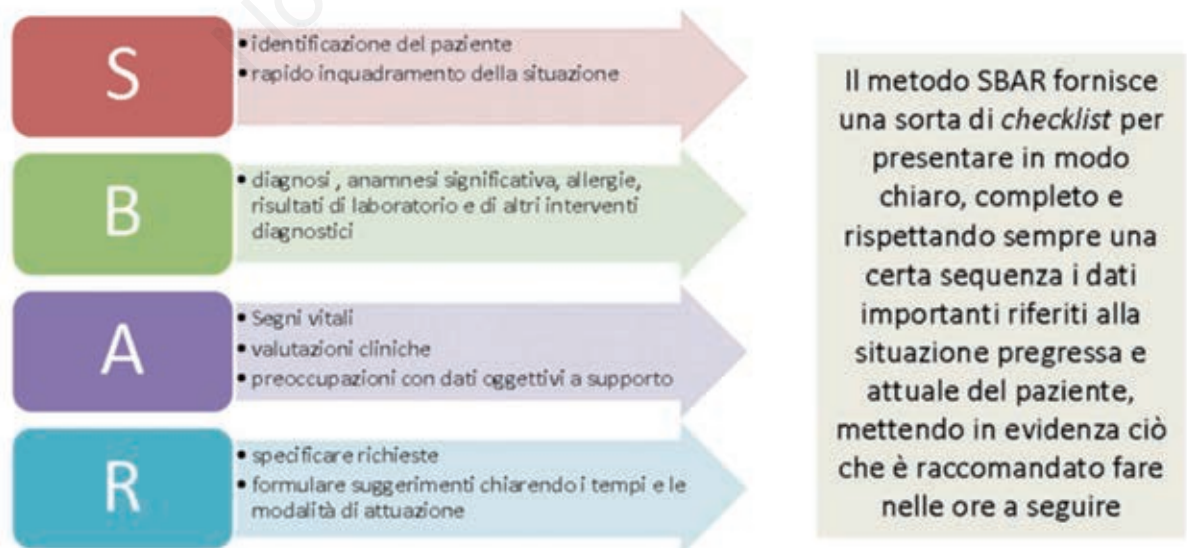 S
• identificazione del paziente
• rapido inquadramento della situazione
B
• diagnosi , anamnesi significativa, allergie,
risultati di laboratorio e di altri interventi
diagnostici
A
• Segni vitali
• valutazioni cliniche
• preoccupazioni con dati oggettivi a supporto
R
• specificare richieste
• formulare suggerimenti chiarendo i tempi e le
modalità di attuazione
Il metodo SBAR fornisce
una sorta di checklist per
presentare in modo
chiaro, completo e
rispettando sempre una
certa sequenza i dati
importanti riferiti alla
situazione pregressa e
attuale del paziente,
mettendo in evidenza ciò
che è raccomandato fare
nelle ore a seguire